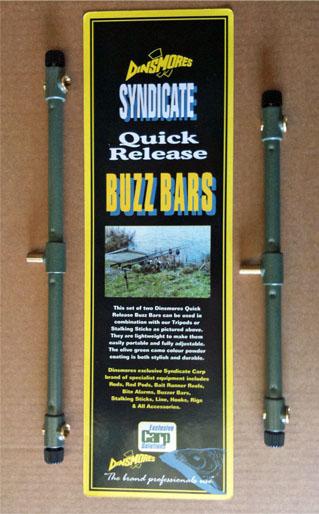 DINSMORES
SYNDICATE
Quick
Release
BUZZ BARS
This set of two Dinsmores Quick
Release Buzz Bars can be used in
combination with our Tripods or
Stalking Sticks as pictured above.
They are lightweight to make them
easily portable and fully adjustable.
The olive green camo colour powder
coating is both stylish and durable.
Dinsmores exclusive Syndicate Carp
brand of specialist equipment includes
Rods, Rod Pods, Bait Runner Reels,
Bite Alarms, Buzzer Bars,
Stalking Sticks, Line, Hooks, Rigs
& All Accessories.
Exclusive
Carp
Solutions
DINSMORES
"The brand professionals use"